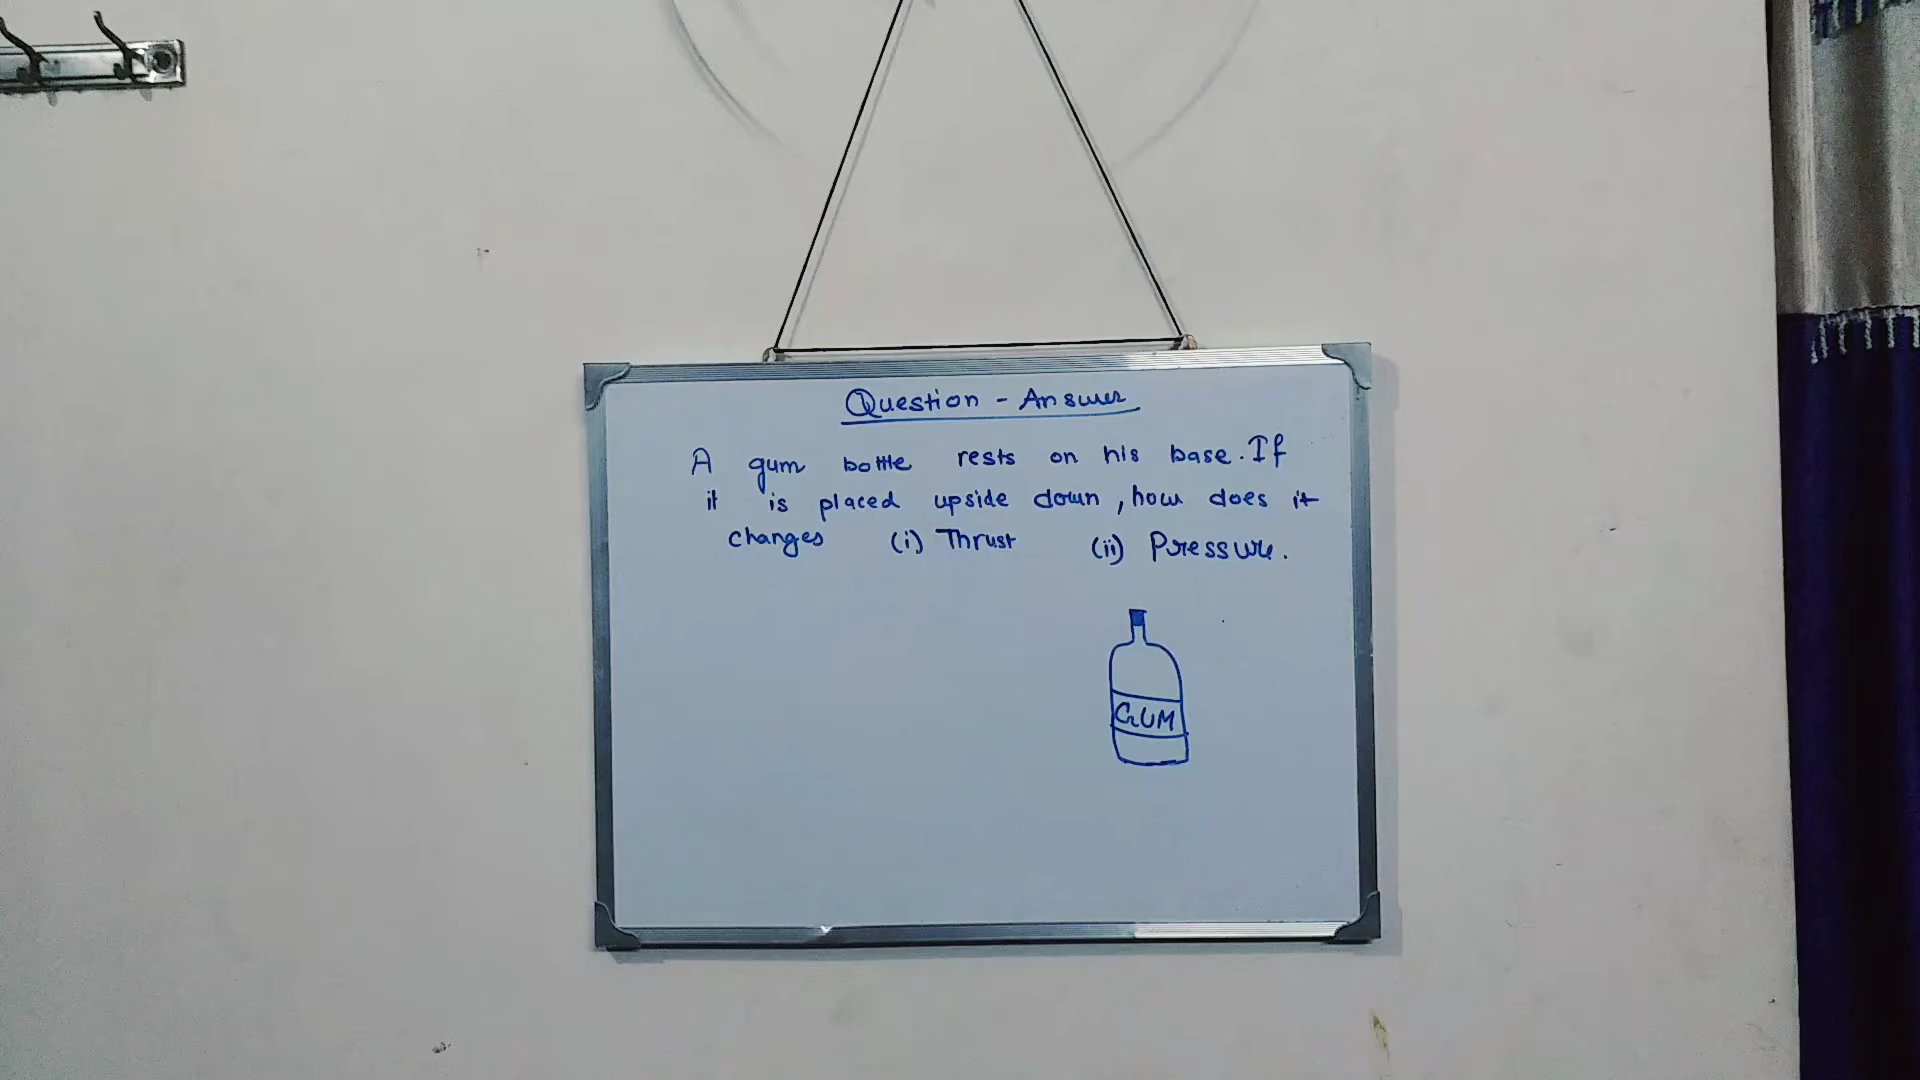 Question - Answer
A gum bottle rests on his base. If
it is placed upside down, how does it
changes (i) Thrust (ii) Pressure.
GUM